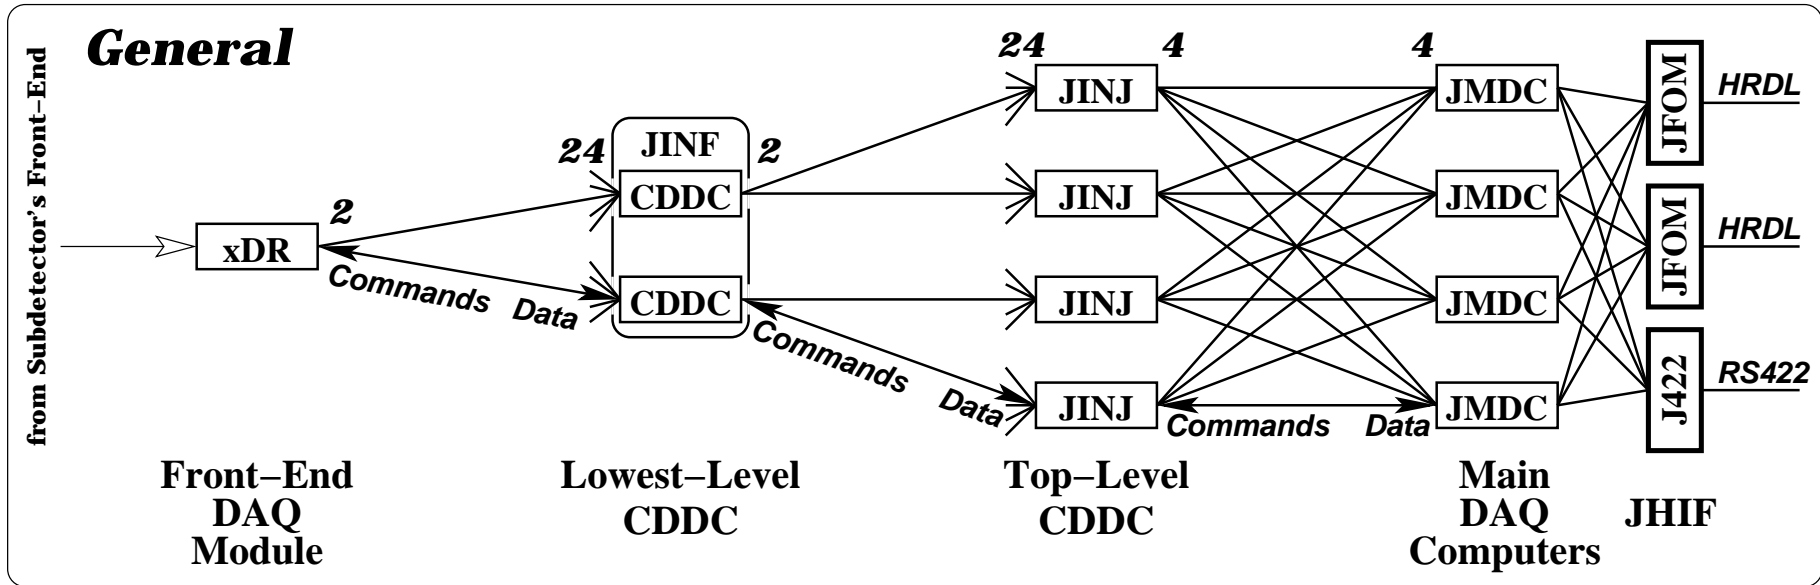 General
from Subdetector's Front–End
xDR
2
Commands Data
24
JINF
2
CDDC
CDDC
Commands Data
24
4
JINJ
JINJ
JINJ
JINJ
Commands Data
4
JMDC
JMDC
JMDC
JMDC
JFOM
HRDL
JFOM
HRDL
J422
RS422
Front–End
DAQ
Module
Lowest–Level
CDDC
Top–Level
CDDC
Main
DAQ
Computers
JHIF